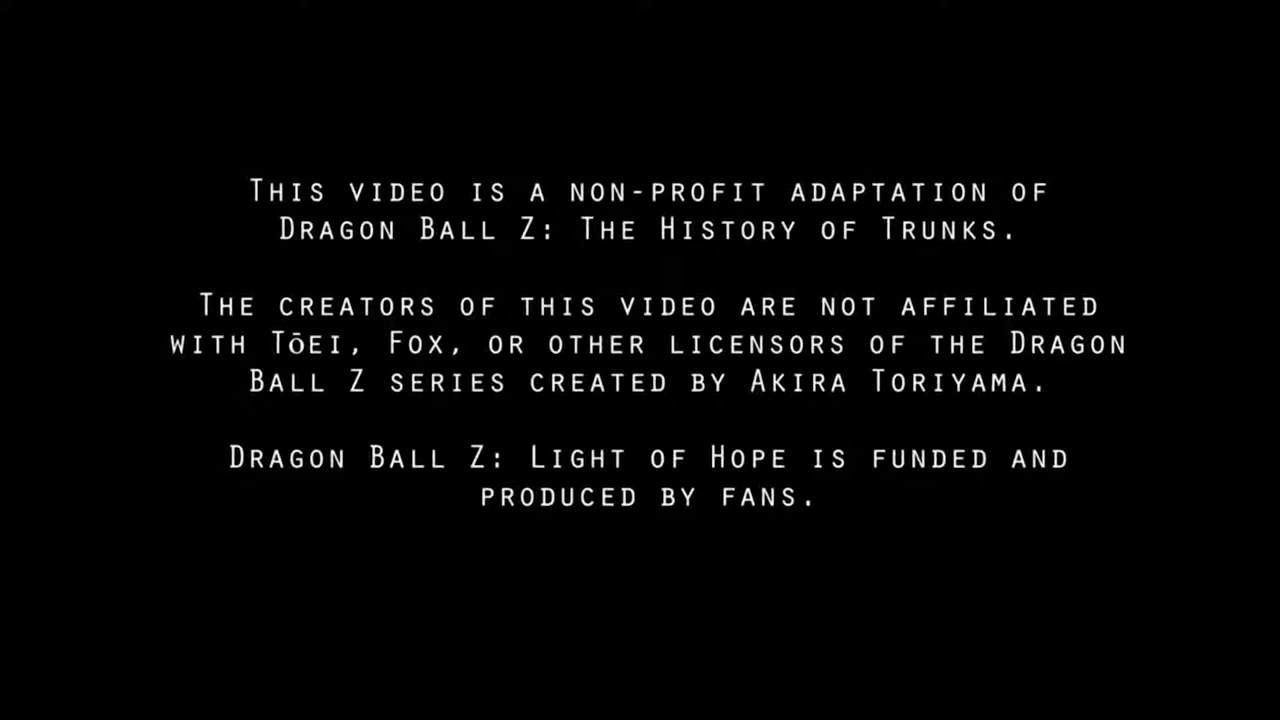 This video is a non-profit adaptation of
Dragon Ball Z: The History of Trunks.
The creators of this video are not affiliated
with Tōei, Fox, or other licensors of the Dragon
Ball Z series created by Akira Toriyama.
Dragon Ball Z: Light of Hope is funded and
produced by fans.